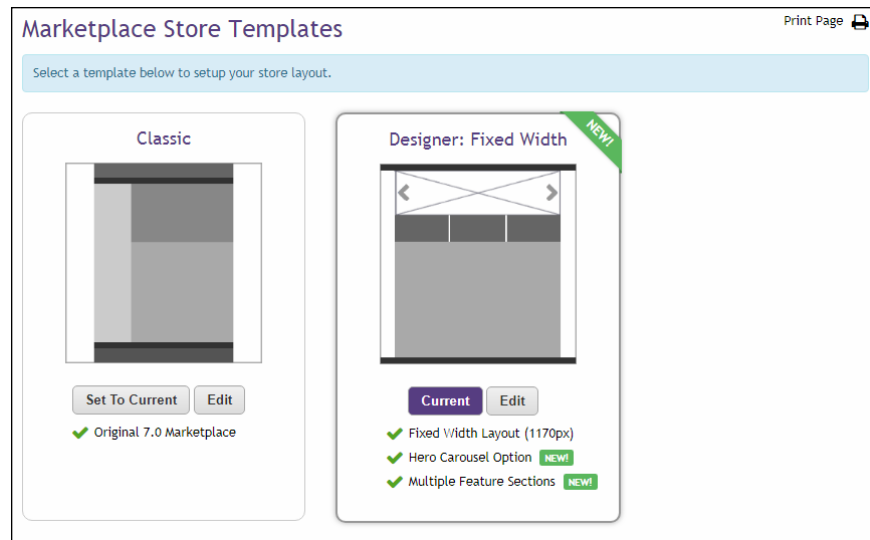 Marketplace Store Templates
Print Page
Select a template below to setup your store layout.
Classic
Set To Current Edit
Original 7.0 Marketplace
NEW!
Designer: Fixed Width
Current Edit
Fixed Width Layout (1170px)
Hero Carousel Option NEW!
Multiple Feature Sections NEW!